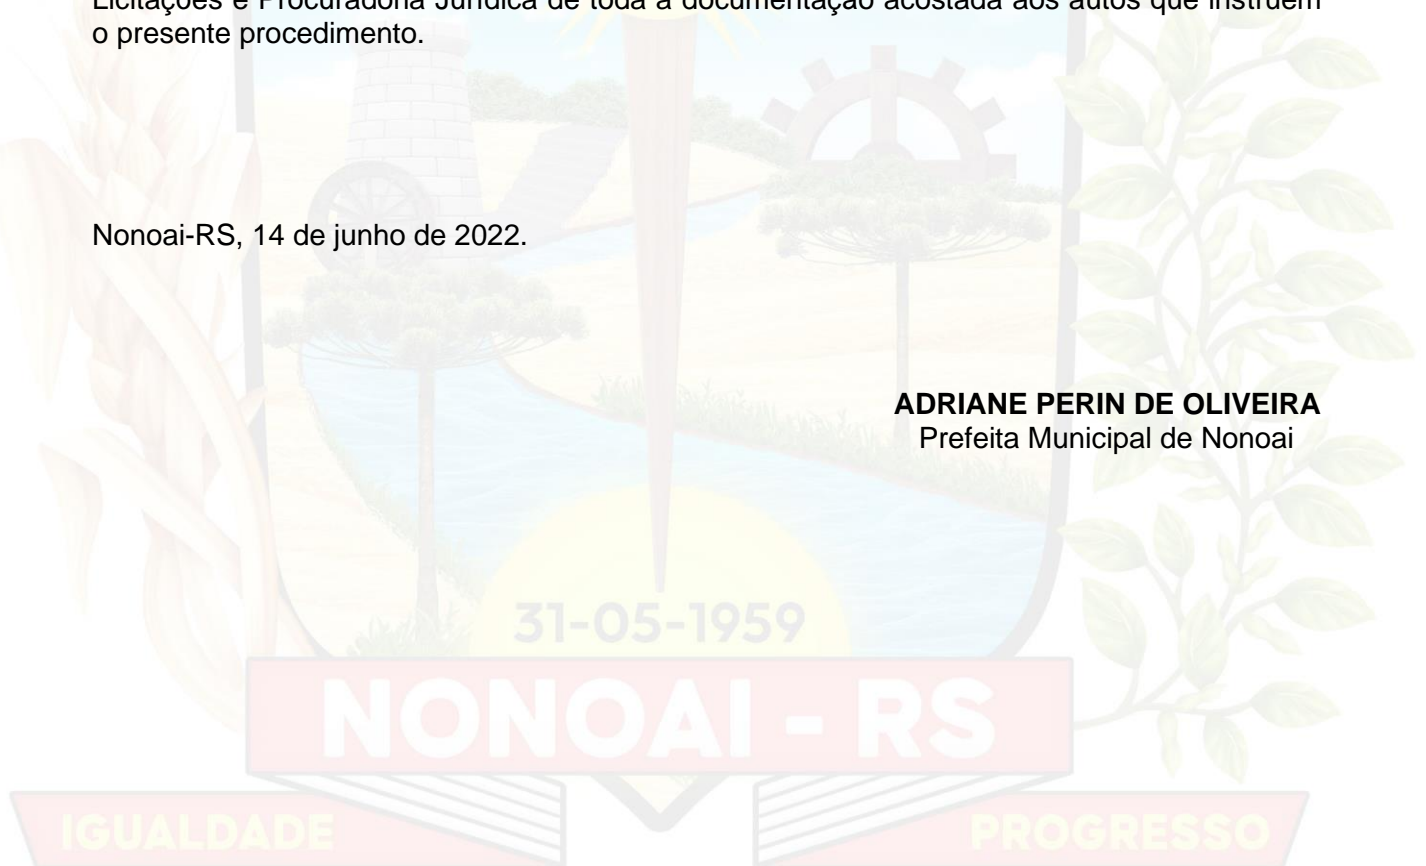 Licitações e Procuradoria Jurídica de toda a documentação acostada aos autos que instruem
o presente procedimento.
Nonoai-RS, 14 de junho de 2022.
ADRIANE PERIN DE OLIVEIRA
Prefeita Municipal de Nonoai
31-05-1959
NONOAI - RS
IGUALDADE
PROGRESSO